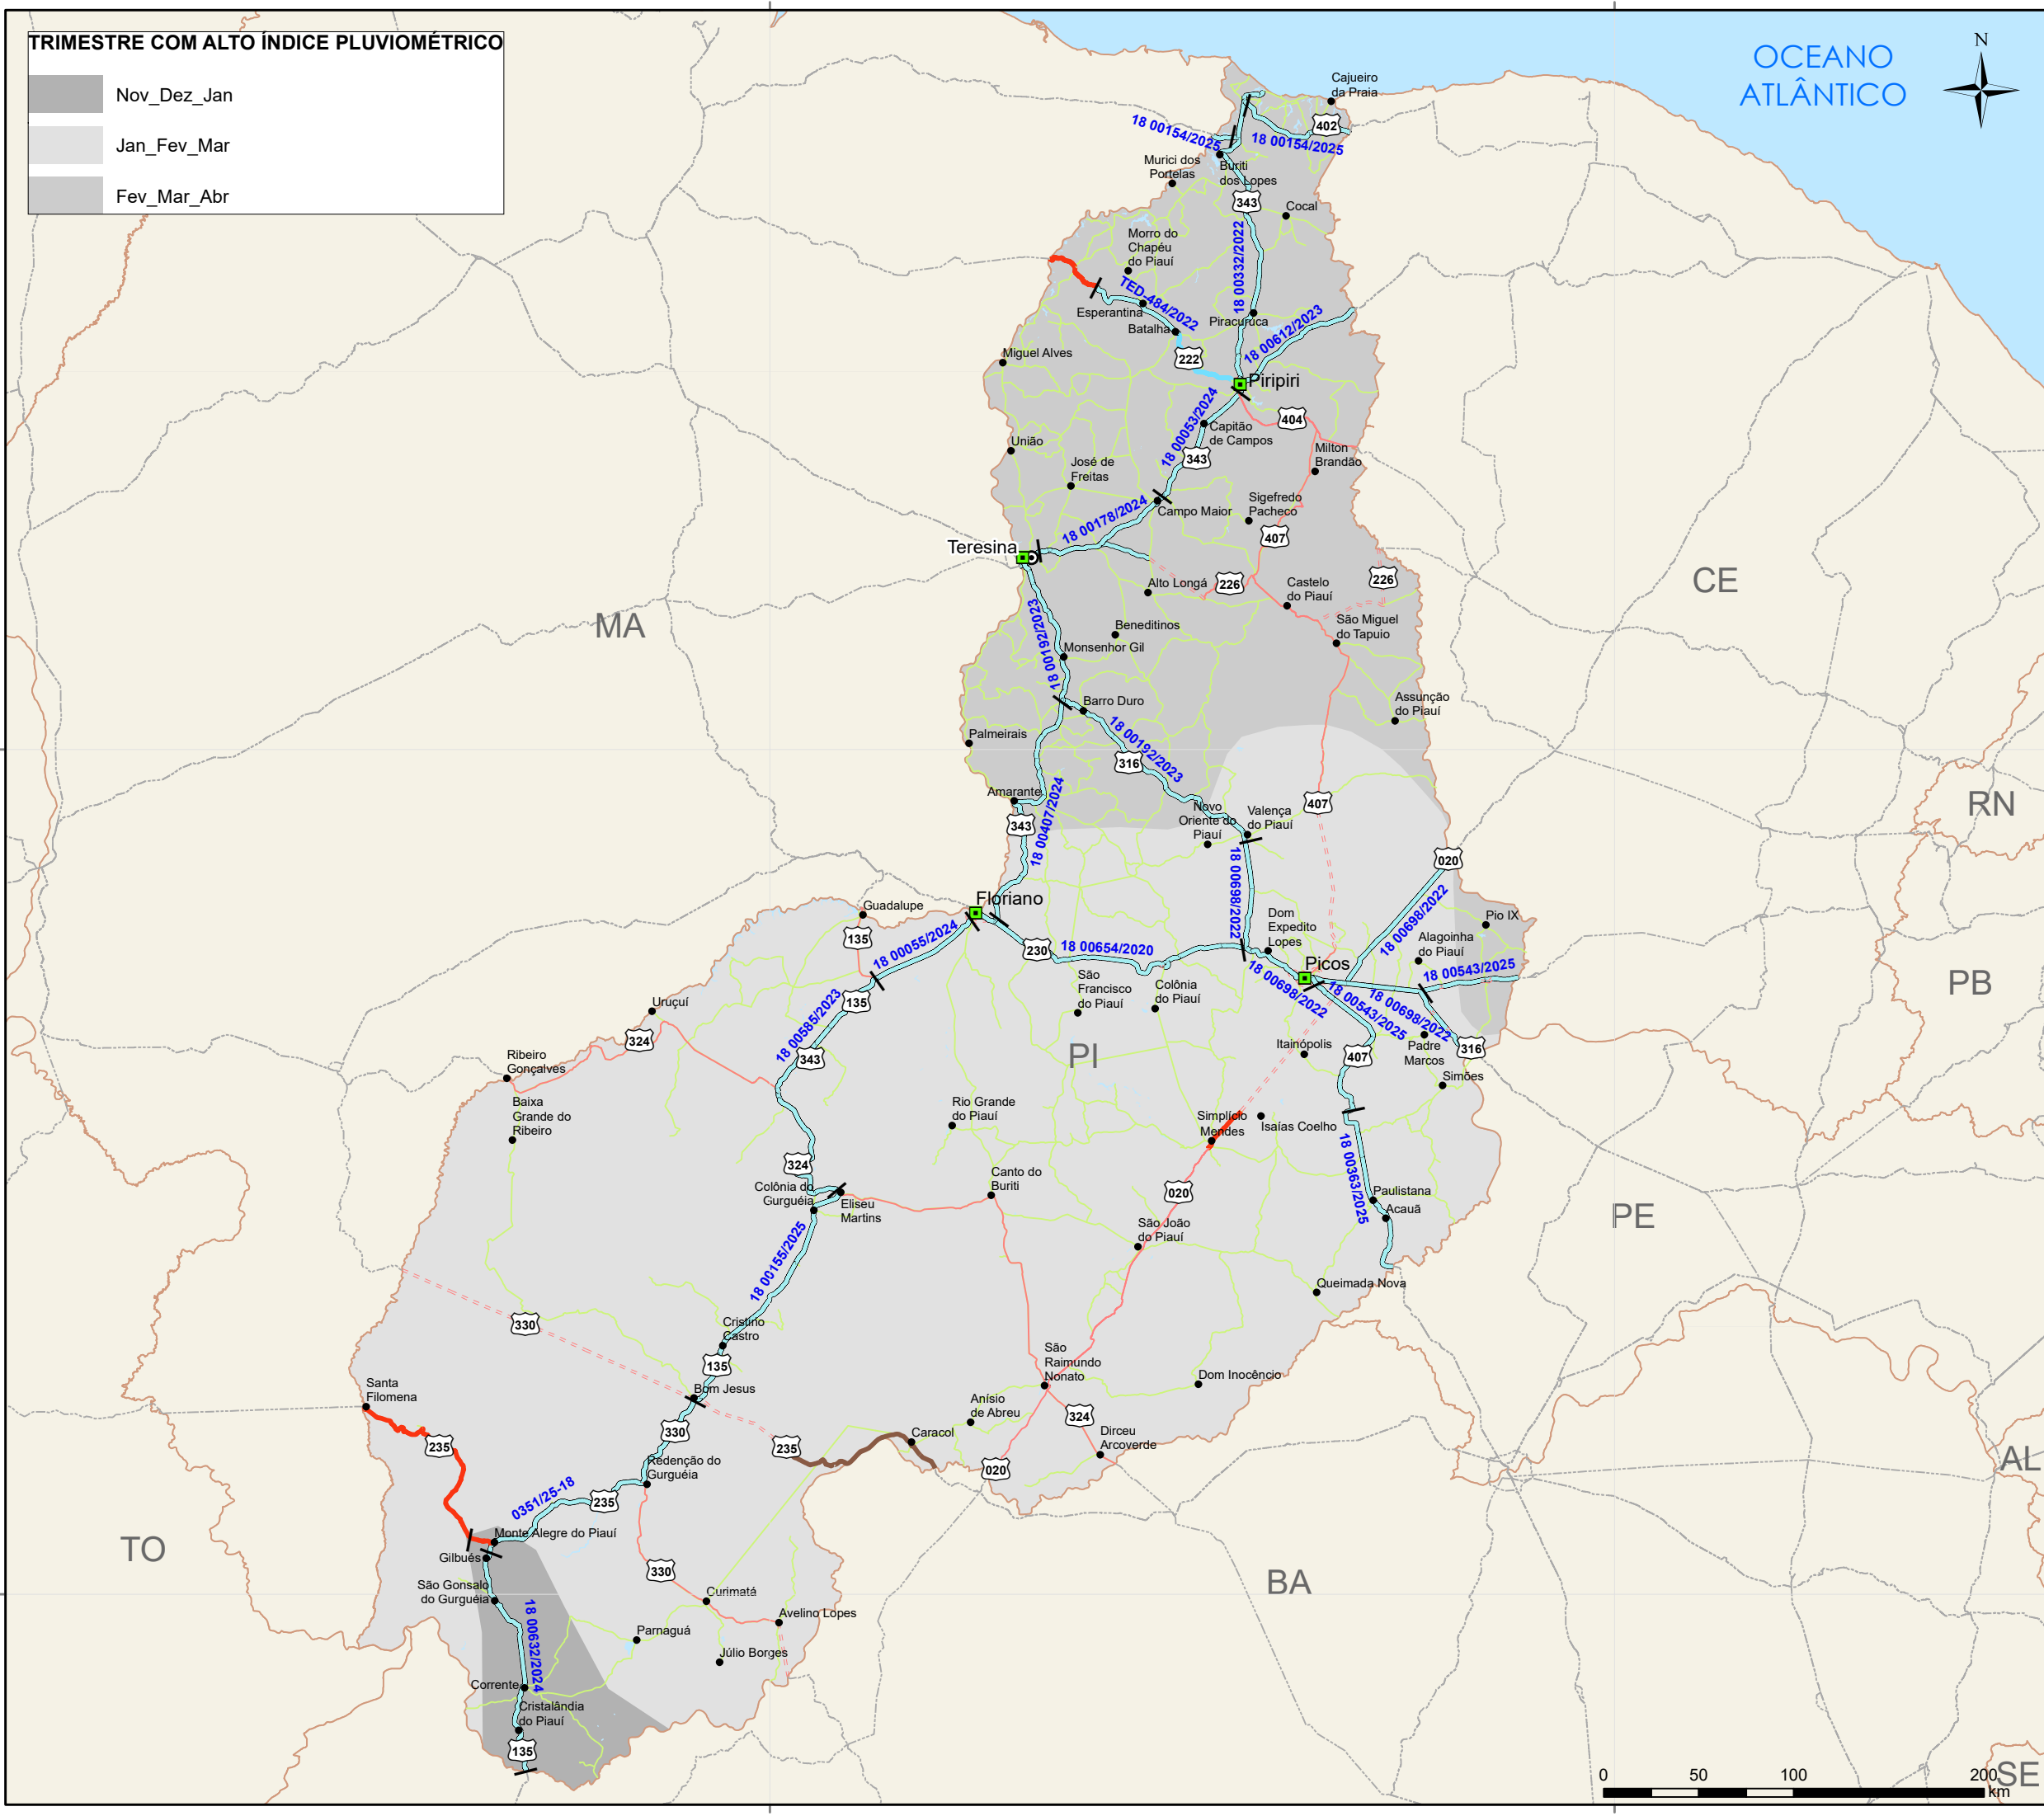 TRIMESTRE COM ALTO ÍNDICE PLUVIOMÉTRICO
Nov_Dez_Jan
Jan_Fev_Mar
Fev_Mar_Abr
OCEANO
ATLÂNTICO
N
Cajueiro
da Praia
402
18 00154/2025
18 00154/2025
Buriti
dos Lopes
Murici dos
Portelas
343
Cocal
Morro do
Chapéu
do Piauí
18 00332/2022
TED-484/2022
Esperantina
Batalha
Piracuruca
18 00612/2023
222
Miguel Alves
Piripiri
404
18 00053/2024
Capitão
de Campos
União
343
Milton
Brandão
José de
Freitas
Sigefredo
Pacheco
18 00178/2024
Campo Maior
407
Teresina
226
226
Alto Longá
Castelo
do Piauí
CE
MA
18 00192/2023
Beneditinos
São Miguel
do Tapuio
Monsenhor Gil
Barro Duro
Assunção
do Piauí
18 00192/2023
Palmeirais
316
Amarante
343
18 00407/2024
Novo
Oriente do
Piauí
Valença
do Piauí
407
RN
020
18 00698/2022
18 00698/2022
Floriano
Guadalupe
135
18 00055/2024
230
18 00654/2020
Dom
Expedito
Lopes
Pio IX
Alagoinha
do Piauí
Picos
18 00543/2025
PB
18 00698/2022
18 00543/2025
18 00698/2022
São
Francisco
do Piauí
Colônia
do Piauí
Uruçuí
135
324
18 00585/2023
343
PI
Itainópolis
407
Padre
Marcos
316
Simões
Ribeiro
Gonçalves
Baixa
Grande do
Ribeiro
Rio Grande
do Piauí
Simplício
Mendes
Isaías Coelho
18 00363/2025
324
Colônia do
Gurguéia
Eliseu
Martins
Canto do
Buriti
020
Paulistana
Acauã
PE
São João
do Piauí
18 00155/2025
Queimada Nova
330
Cristino
Castro
135
Bom Jesus
São
Raimundo
Nonato
Dom Inocêncio
Santa
Filomena
235
330
235
Caracol
Anísio
de Abreu
324
Dirceu
Arcoverde
020
AL
Redenção do
Gurguéia
0351/25-18
235
TO
Monte Alegre do Piauí
Gilbués
São Gonsalo
do Gurguéia
330
BA
Curimatá
Avelino Lopes
18 00632/2024
Parnaguá
Júlio Borges
Corrente
Cristalândia
do Piauí
135
SE
0
50
100
200
km